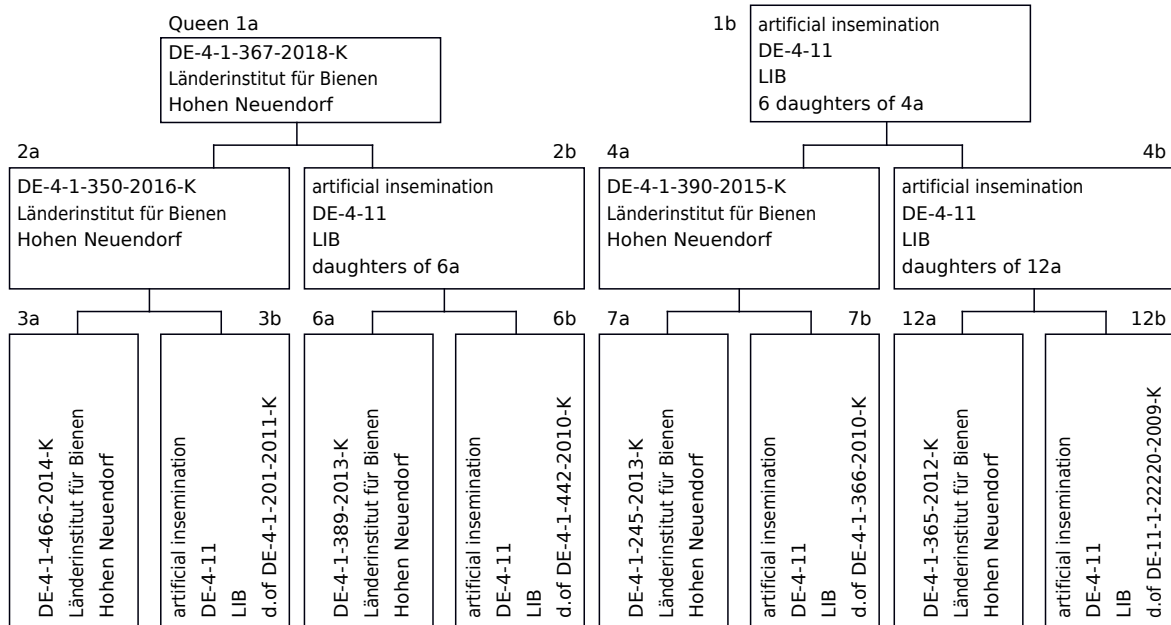 Queen 1a
DE-4-1-367-2018-K
Länderinstitut für Bienen
Hohen Neuendorf
1b
artificial insemination
DE-4-11
LIB
6 daughters of 4a
2a
DE-4-1-350-2016-K
Länderinstitut für Bienen
Hohen Neuendorf
2b
artificial insemination
DE-4-11
LIB
daughters of 6a
4a
DE-4-1-390-2015-K
Länderinstitut für Bienen
Hohen Neuendorf
4b
artificial insemination
DE-4-11
LIB
daughters of 12a
3a
DE-4-1-466-2014-K
Länderinstitut für Bienen
Hohen Neuendorf
3b
artificial insemination
DE-4-11
LIB
d.of DE-4-1-201-2011-K
6a
DE-4-1-389-2013-K
Länderinstitut für Bienen
Hohen Neuendorf
6b
artificial insemination
DE-4-11
LIB
d.of DE-4-1-442-2010-K
7a
DE-4-1-245-2013-K
Länderinstitut für Bienen
Hohen Neuendorf
7b
artificial insemination
DE-4-11
LIB
d.of DE-4-1-366-2010-K
12a
DE-4-1-365-2012-K
Länderinstitut für Bienen
Hohen Neuendorf
12b
artificial insemination
DE-4-11
LIB
d.of DE-11-1-22220-2009-K